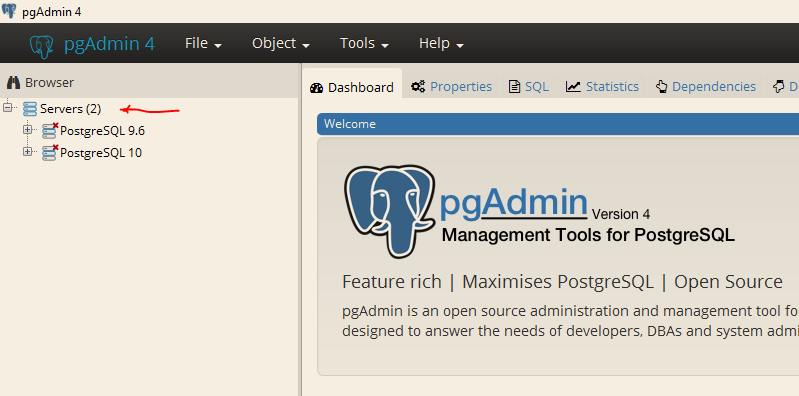 pgAdmin 4
pgAdmin 4 File Object Tools Help
Browser
Dashboard Properties SQL Statistics Dependencies
Servers (2)
PostgreSQL 9.6
PostgreSQL 10
Welcome
pgAdmin Version 4
Management Tools for PostgreSQL
Feature rich | Maximises PostgreSQL | Open Source
pgAdmin is an open source administration and management tool fo
designed to answer the needs of developers, DBAs and system admi